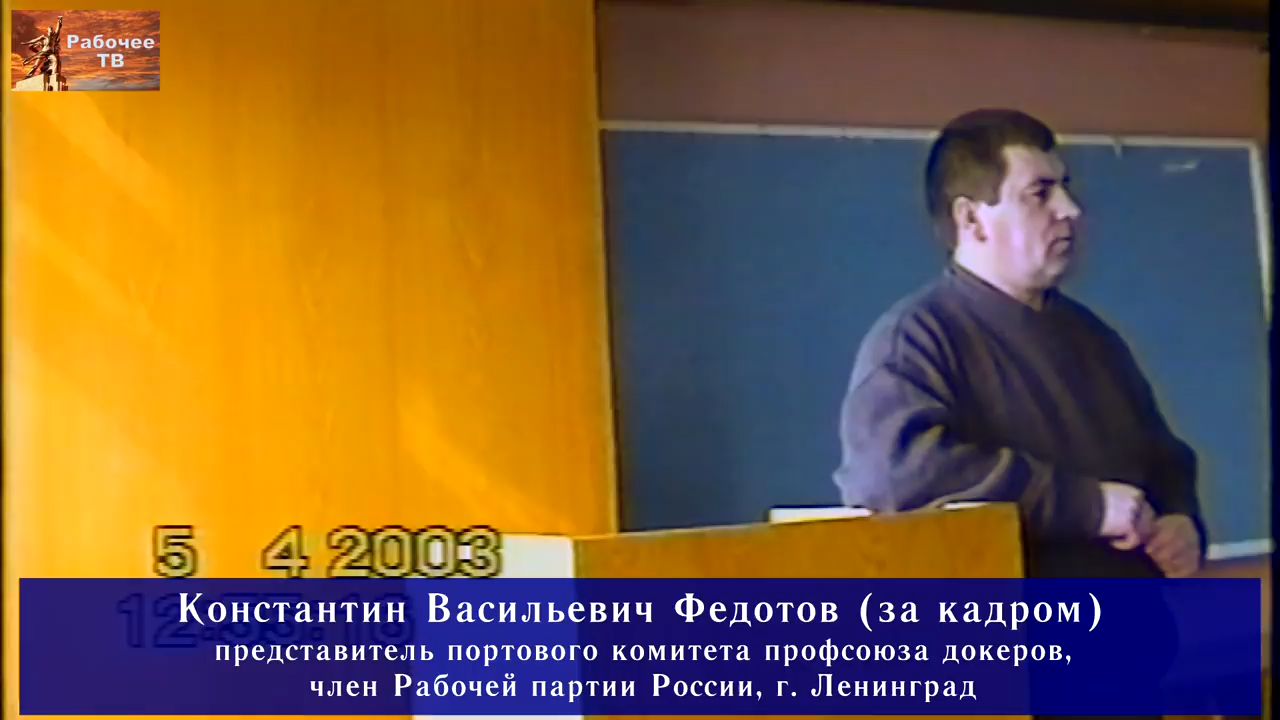 Рабочее
ТВ
5 4 2003
Константин Васильевич Федотов (за кадром)
представитель портового комитета профсоюза докеров,
член Рабочей партии России, г. Ленинград